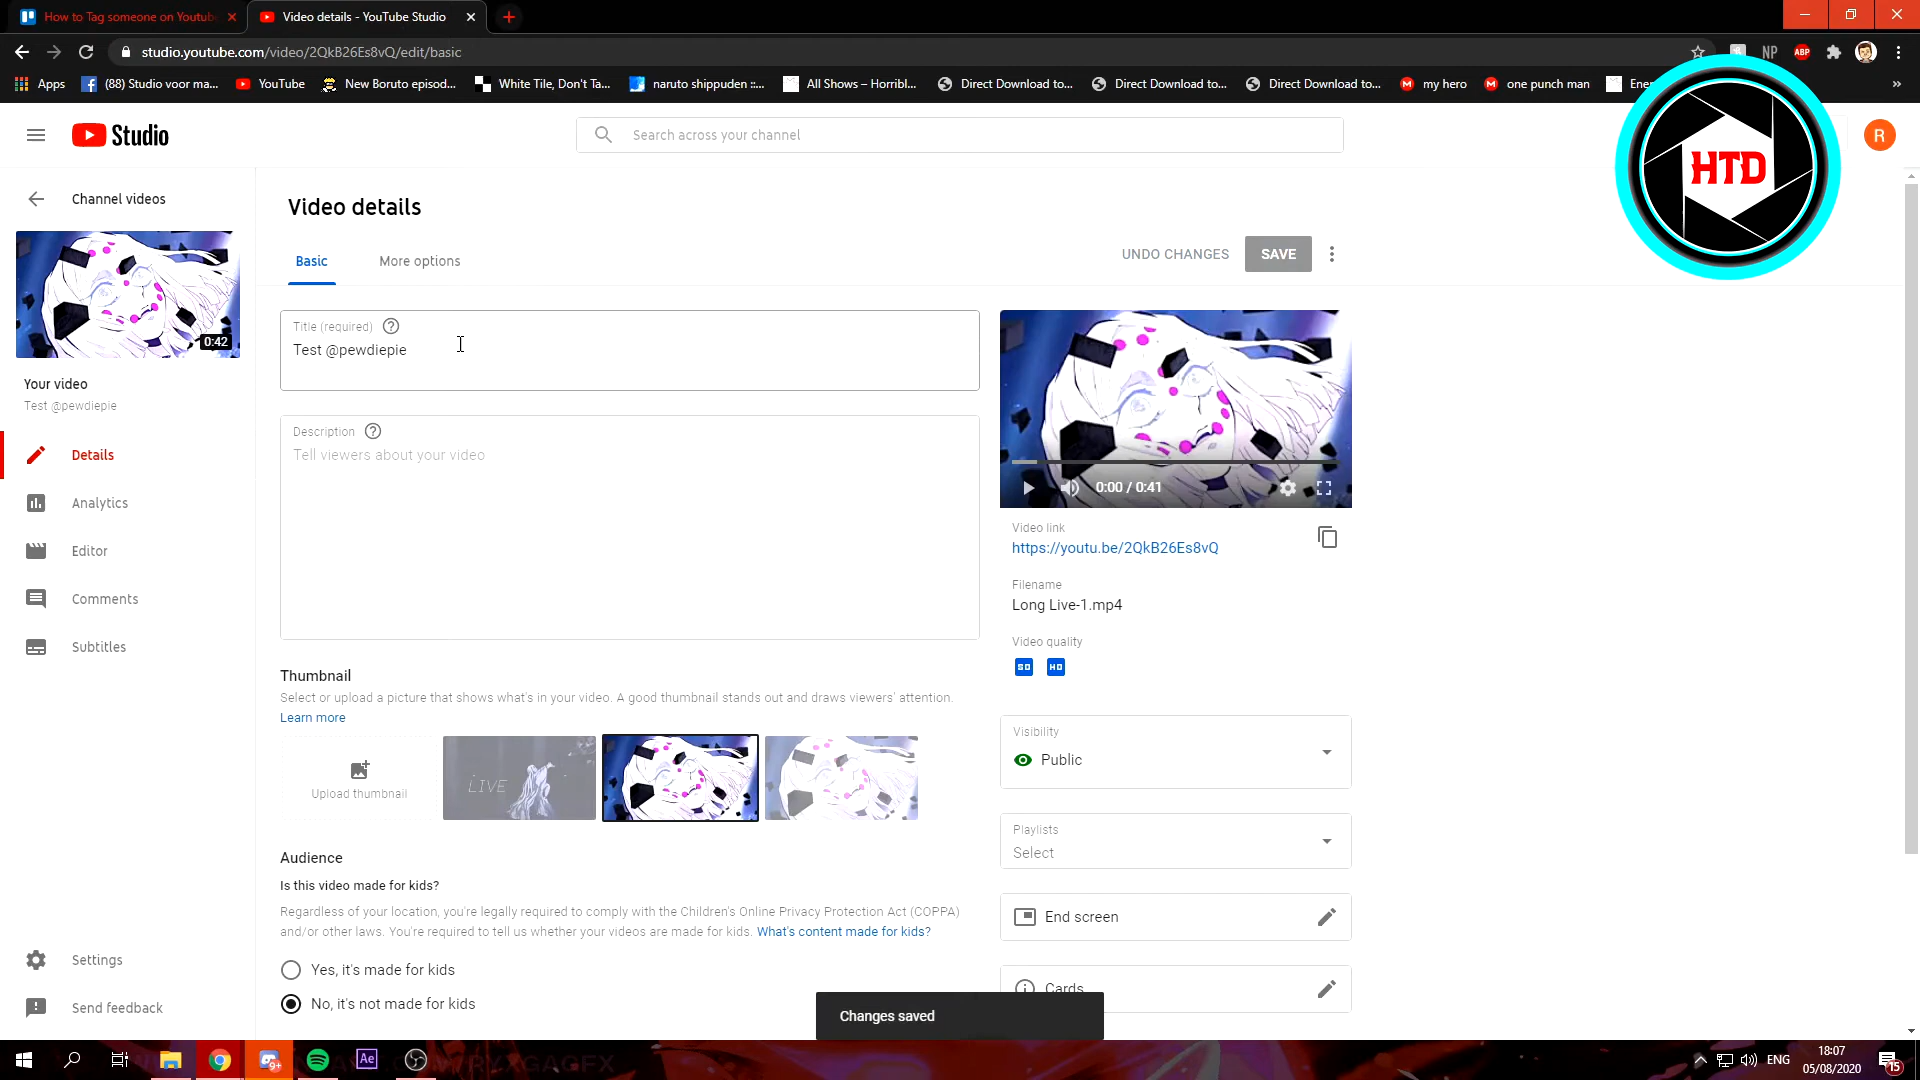 How to Tag someone on Youtub
Video details - YouTube Studio
studio.youtube.com/video/2QkB26Es8vQ/edit/basic
NP
ABP
Apps
(88) Studio voor ma...
YouTube
New Boruto episod...
White Tile, Don't Ta...
naruto shippuden ::...
All Shows – Horribl...
Direct Download to...
Direct Download to...
Direct Download to...
my hero
one punch man
Ener
Studio
Search across your channel
HTD
R
Channel videos
0:42
Your video
Test @pewdiepie
Details
Analytics
Editor
Comments
Subtitles
Settings
Send feedback
Video details
Basic
More options
UNDO CHANGES
SAVE
Title (required)
Test @pewdiepie
Description
Tell viewers about your video
Thumbnail
Select or upload a picture that shows what's in your video. A good thumbnail stands out and draws viewers' attention.
Learn more
Upload thumbnail
LIVE
Audience
Is this video made for kids?
Regardless of your location, you're legally required to comply with the Children's Online Privacy Protection Act (COPPA)
and/or other laws. You're required to tell us whether your videos are made for kids. What's content made for kids?
Yes, it's made for kids
No, it's not made for kids
0:00 / 0:41
Video link
https://youtu.be/2QkB26Es8vQ
Filename
Long Live-1.mp4
Video quality
SD
HD
Visibility
Public
Playlists
Select
End screen
Cards
Changes saved
9+
Ae
ENG
18:07
05/08/2020
15